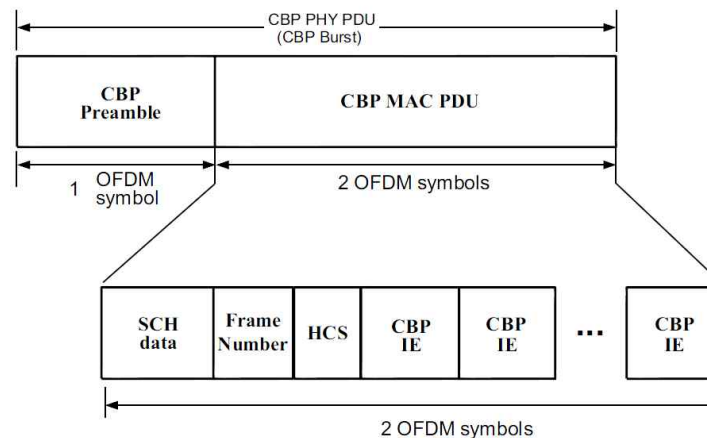 CBP PHY PDU
(CBP Burst)
CBP
Preamble
CBP MAC PDU
1 OFDM
symbol
2 OFDM symbols
SCH
data
Frame
Number
HCS
CBP
IE
CBP
IE
...
CBP
IE
2 OFDM symbols